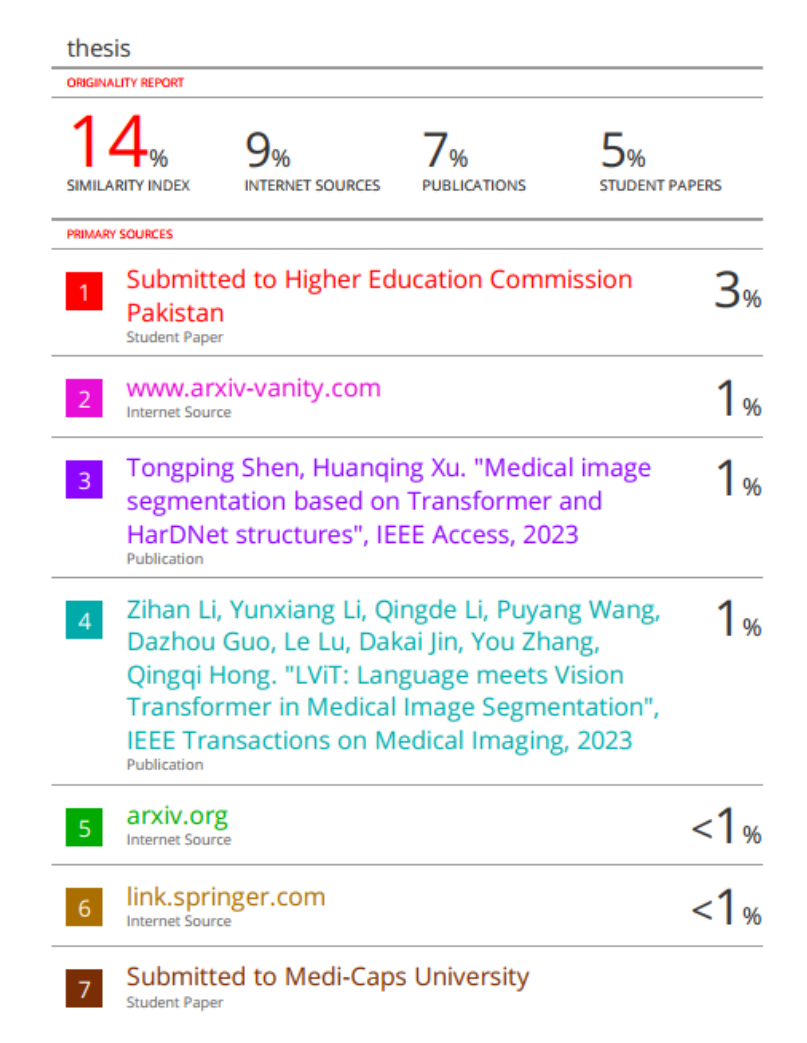 thesis
ORIGINALITY REPORT
14% 9% 7% 5%
SIMILARITY INDEX INTERNET SOURCES PUBLICATIONS STUDENT PAPERS
PRIMARY SOURCES
1 Submitted to Higher Education Commission 3%
Pakistan
Student Paper
2 www.arxiv-vanity.com 1%
Internet Source
3 Tongping Shen, Huanqing Xu. "Medical image 1%
segmentation based on Transformer and
HarDNet structures", IEEE Access, 2023
Publication
4 Zihan Li, Yunxiang Li, Qingde Li, Puyang Wang, 1%
Dazhou Guo, Le Lu, Dakai Jin, You Zhang,
Qingqi Hong. "LViT: Language meets Vision
Transformer in Medical Image Segmentation",
IEEE Transactions on Medical Imaging, 2023
Publication
5 arxiv.org <1%
Internet Source
6 link.springer.com <1%
Internet Source
7 Submitted to Medi-Caps University
Student Paper